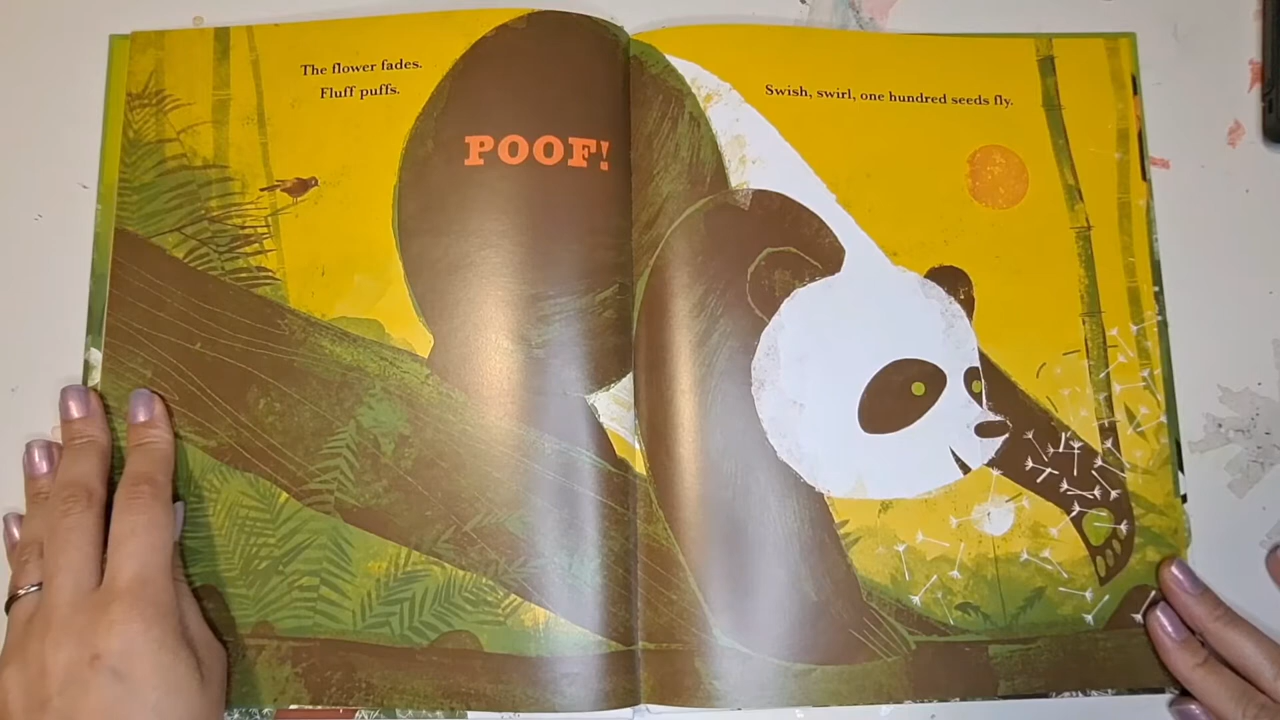 The flower fades.
Fluff puffs.
POOF!
Swish, swirl, one hundred seeds fly.